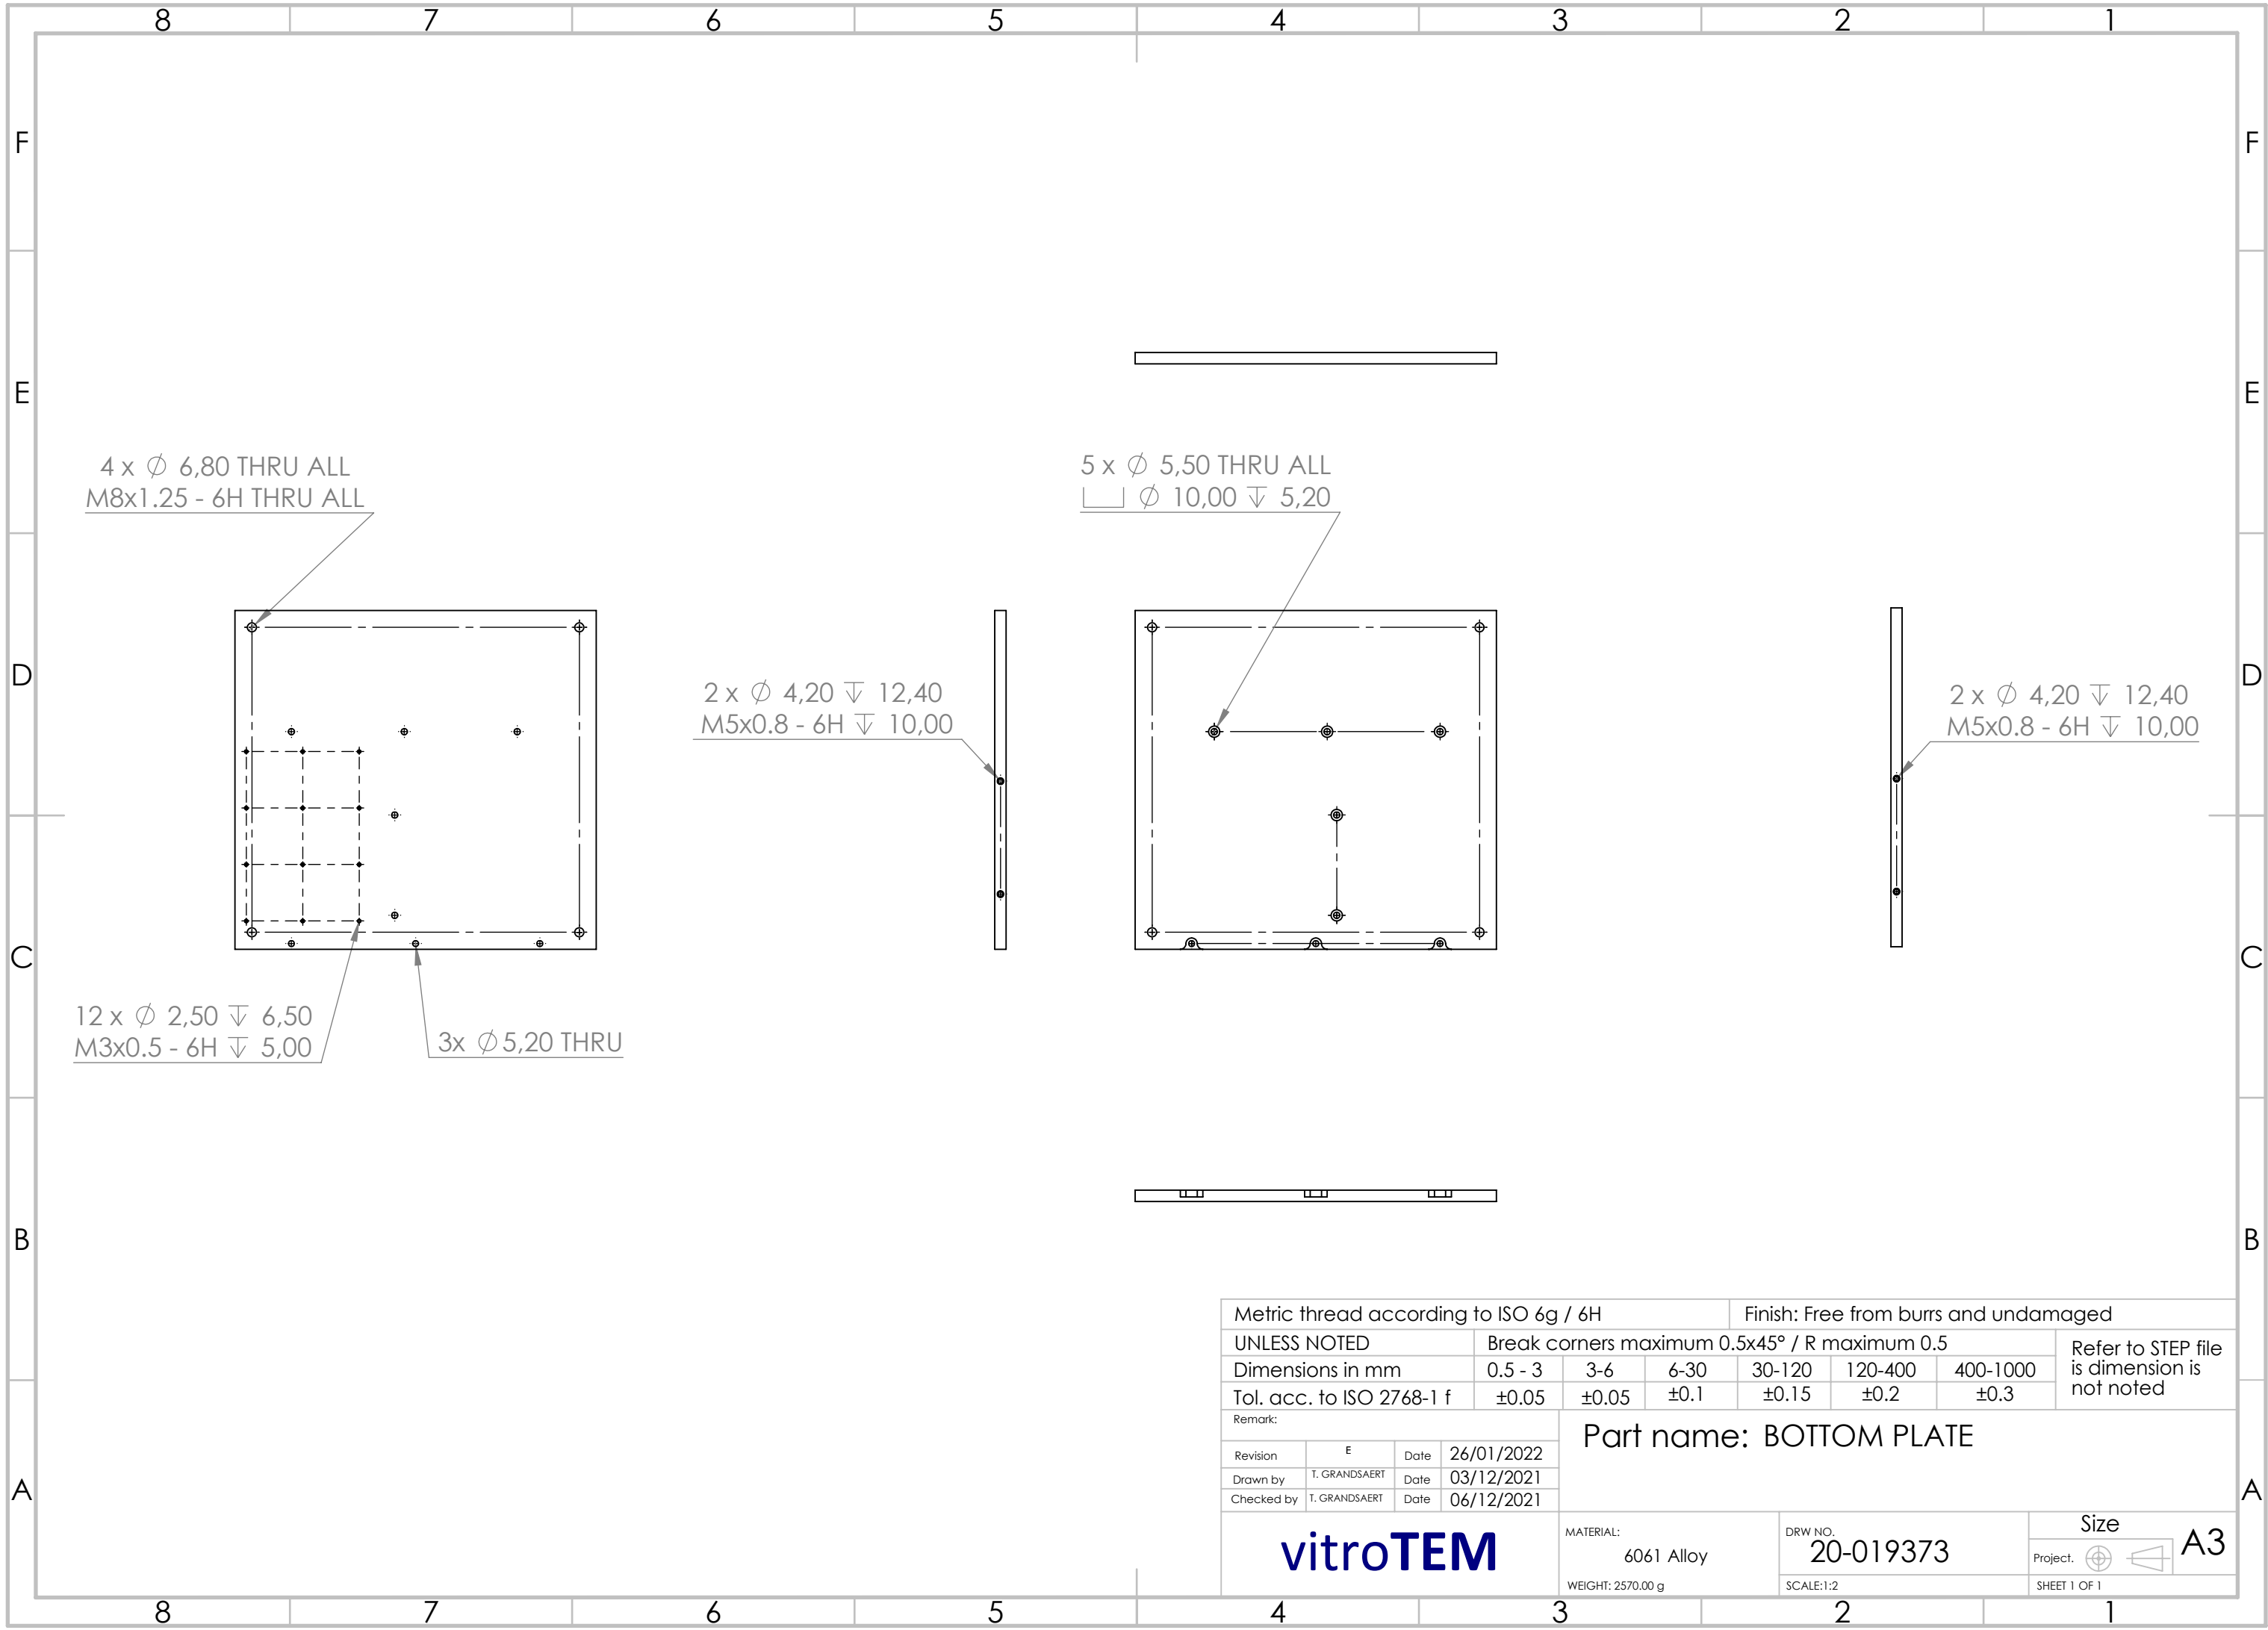 8 7 6 5 4 3 2 1
F F
E E
4 x ∅ 6,80 THRU ALL
M8x1.25 - 6H THRU ALL
5 x ∅ 5,50 THRU ALL
⌴ ∅ 10,00 ↧ 5,20
D D
2 x ∅ 4,20 ↧ 12,40
M5x0.8 - 6H ↧ 10,00
2 x ∅ 4,20 ↧ 12,40
M5x0.8 - 6H ↧ 10,00
C C
12 x ∅ 2,50 ↧ 6,50
M3x0.5 - 6H ↧ 5,00
3x ∅ 5,20 THRU
B B
Metric thread according to ISO 6g / 6H Finish: Free from burrs and undamaged
UNLESS NOTED Break corners maximum 0.5x45° / R maximum 0.5
Dimensions in mm 0.5 - 3 3-6 6-30 30-120 120-400 400-1000
Tol. acc. to ISO 2768-1 f ±0.05 ±0.05 ±0.1 ±0.15 ±0.2 ±0.3
Refer to STEP file
is dimension is
not noted
Remark:
Part name: BOTTOM PLATE
Revision E Date 26/01/2022
Drawn by T. GRANDSAERT Date 03/12/2021
Checked by T. GRANDSAERT Date 06/12/2021
A A
vitroTEM
MATERIAL:
6061 Alloy
WEIGHT: 2570.00 g
DRW NO.
20-019373
SCALE:1:2
Size
A3
Project.
SHEET 1 OF 1
8 7 6 5 4 3 2 1